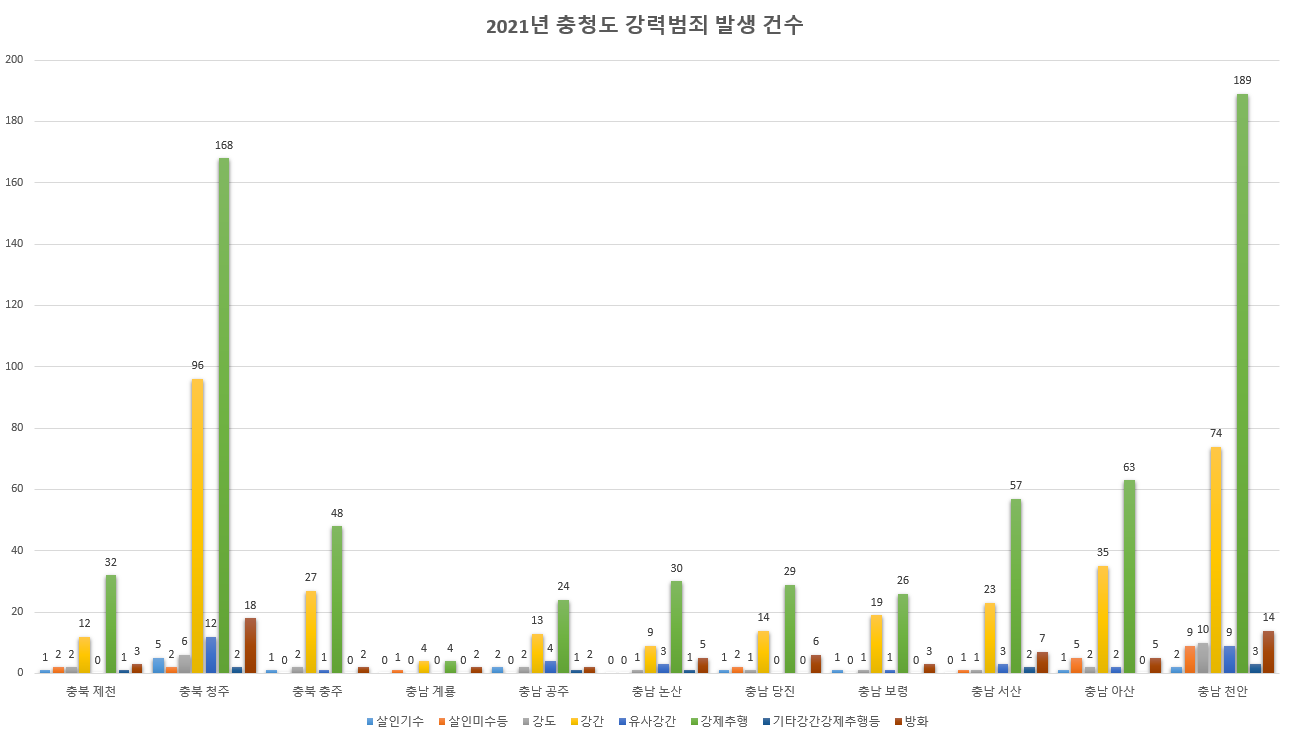 2021년 충청도 강력범죄 발생 건수
200
180
160
140
120
100
80
60
40
20
0
1 2 2 12 0 32 1 3
5 2 6 96 12 168 2 18
1 0 2 27 1 48 0 2
0 1 4 0 4 0 2
2 0 2 13 4 24 1 2
0 0 1 9 3 30 1 5
1 2 1 14 0 29 0 6
1 0 1 19 1 26 0 3
0 1 1 23 3 57 2 7
1 5 2 35 2 63 0 5
2 9 10 74 9 189 3 14
충북 제천 충북 청주 충북 충주 충남 계룡 충남 공주 충남 논산 충남 당진 충남 보령 충남 서산 충남 아산 충남 천안
살인기수 살인미수등 강도 강간 유사강간 강제추행 기타강간강제추행등 방화